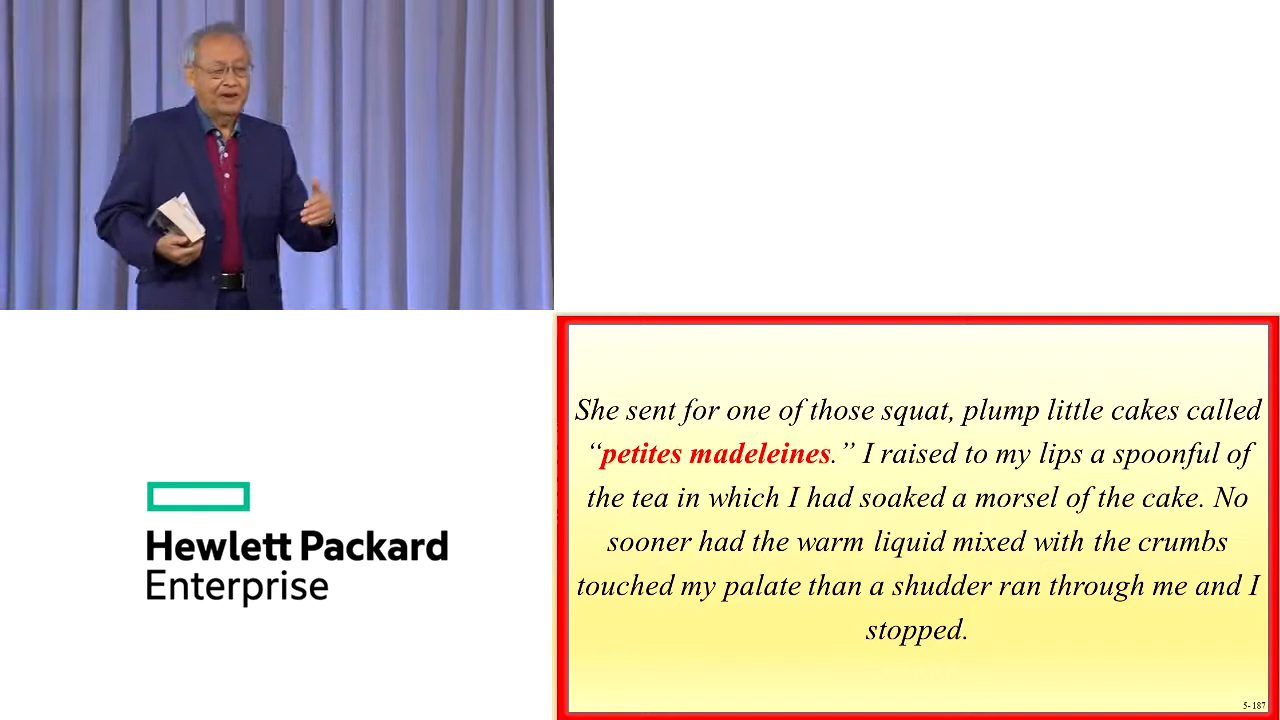 Hewlett Packard
Enterprise
She sent for one of those squat, plump little cakes called
“petites madeleines.” I raised to my lips a spoonful of
the tea in which I had soaked a morsel of the cake. No
sooner had the warm liquid mixed with the crumbs
touched my palate than a shudder ran through me and I
stopped.
5- 187